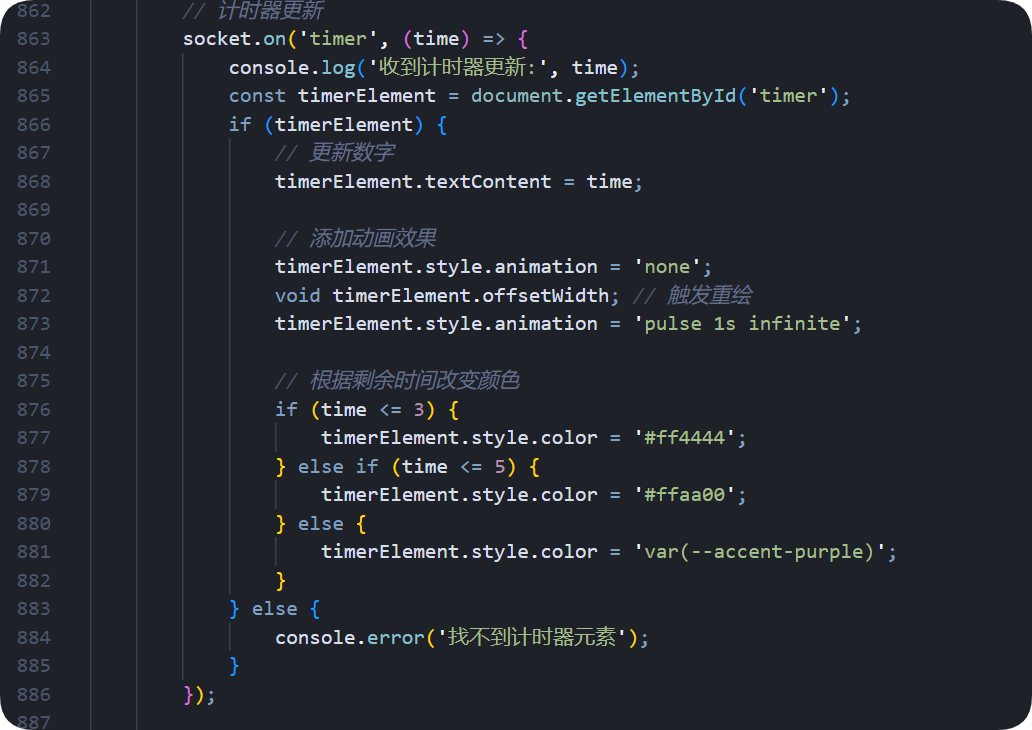 862 // 计时器更新
863 socket.on('timer', (time) => {
864 console.log('收到计时器更新:', time);
865 const timerElement = document.getElementById('timer');
866 if (timerElement) {
867 // 更新数字
868 timerElement.textContent = time;
869
870 // 添加动画效果
871 timerElement.style.animation = 'none';
872 void timerElement.offsetWidth; // 触发重绘
873 timerElement.style.animation = 'pulse 1s infinite';
874
875 // 根据剩余时间改变颜色
876 if (time <= 3) {
877 timerElement.style.color = '#ff4444';
878 } else if (time <= 5) {
879 timerElement.style.color = '#ffaa00';
880 } else {
881 timerElement.style.color = 'var(--accent-purple)';
882 }
883 } else {
884 console.error('找不到计时器元素');
885 }
886 });
887